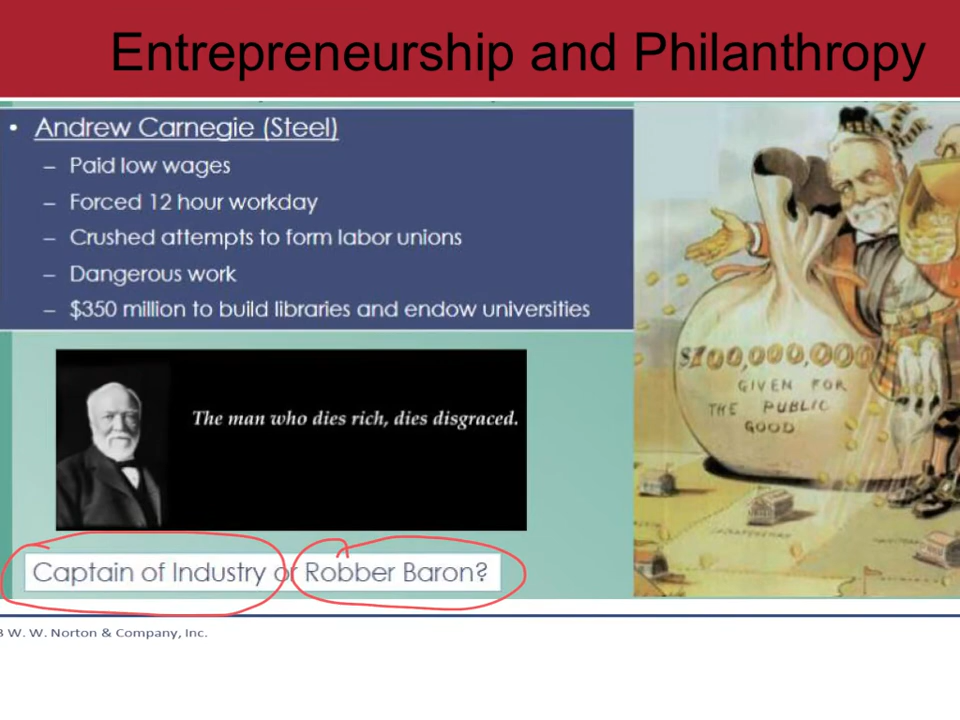 Entrepreneurship and Philanthropy
• Andrew Carnegie (Steel)
– Paid low wages
– Forced 12 hour workday
– Crushed attempts to form labor unions
– Dangerous work
– $350 million to build libraries and endow universities
$100,000,000
GIVEN FOR
THE PUBLIC
GOOD
The man who dies rich, dies disgraced.
Captain of Industry or Robber Baron?
W. W. Norton & Company, Inc.